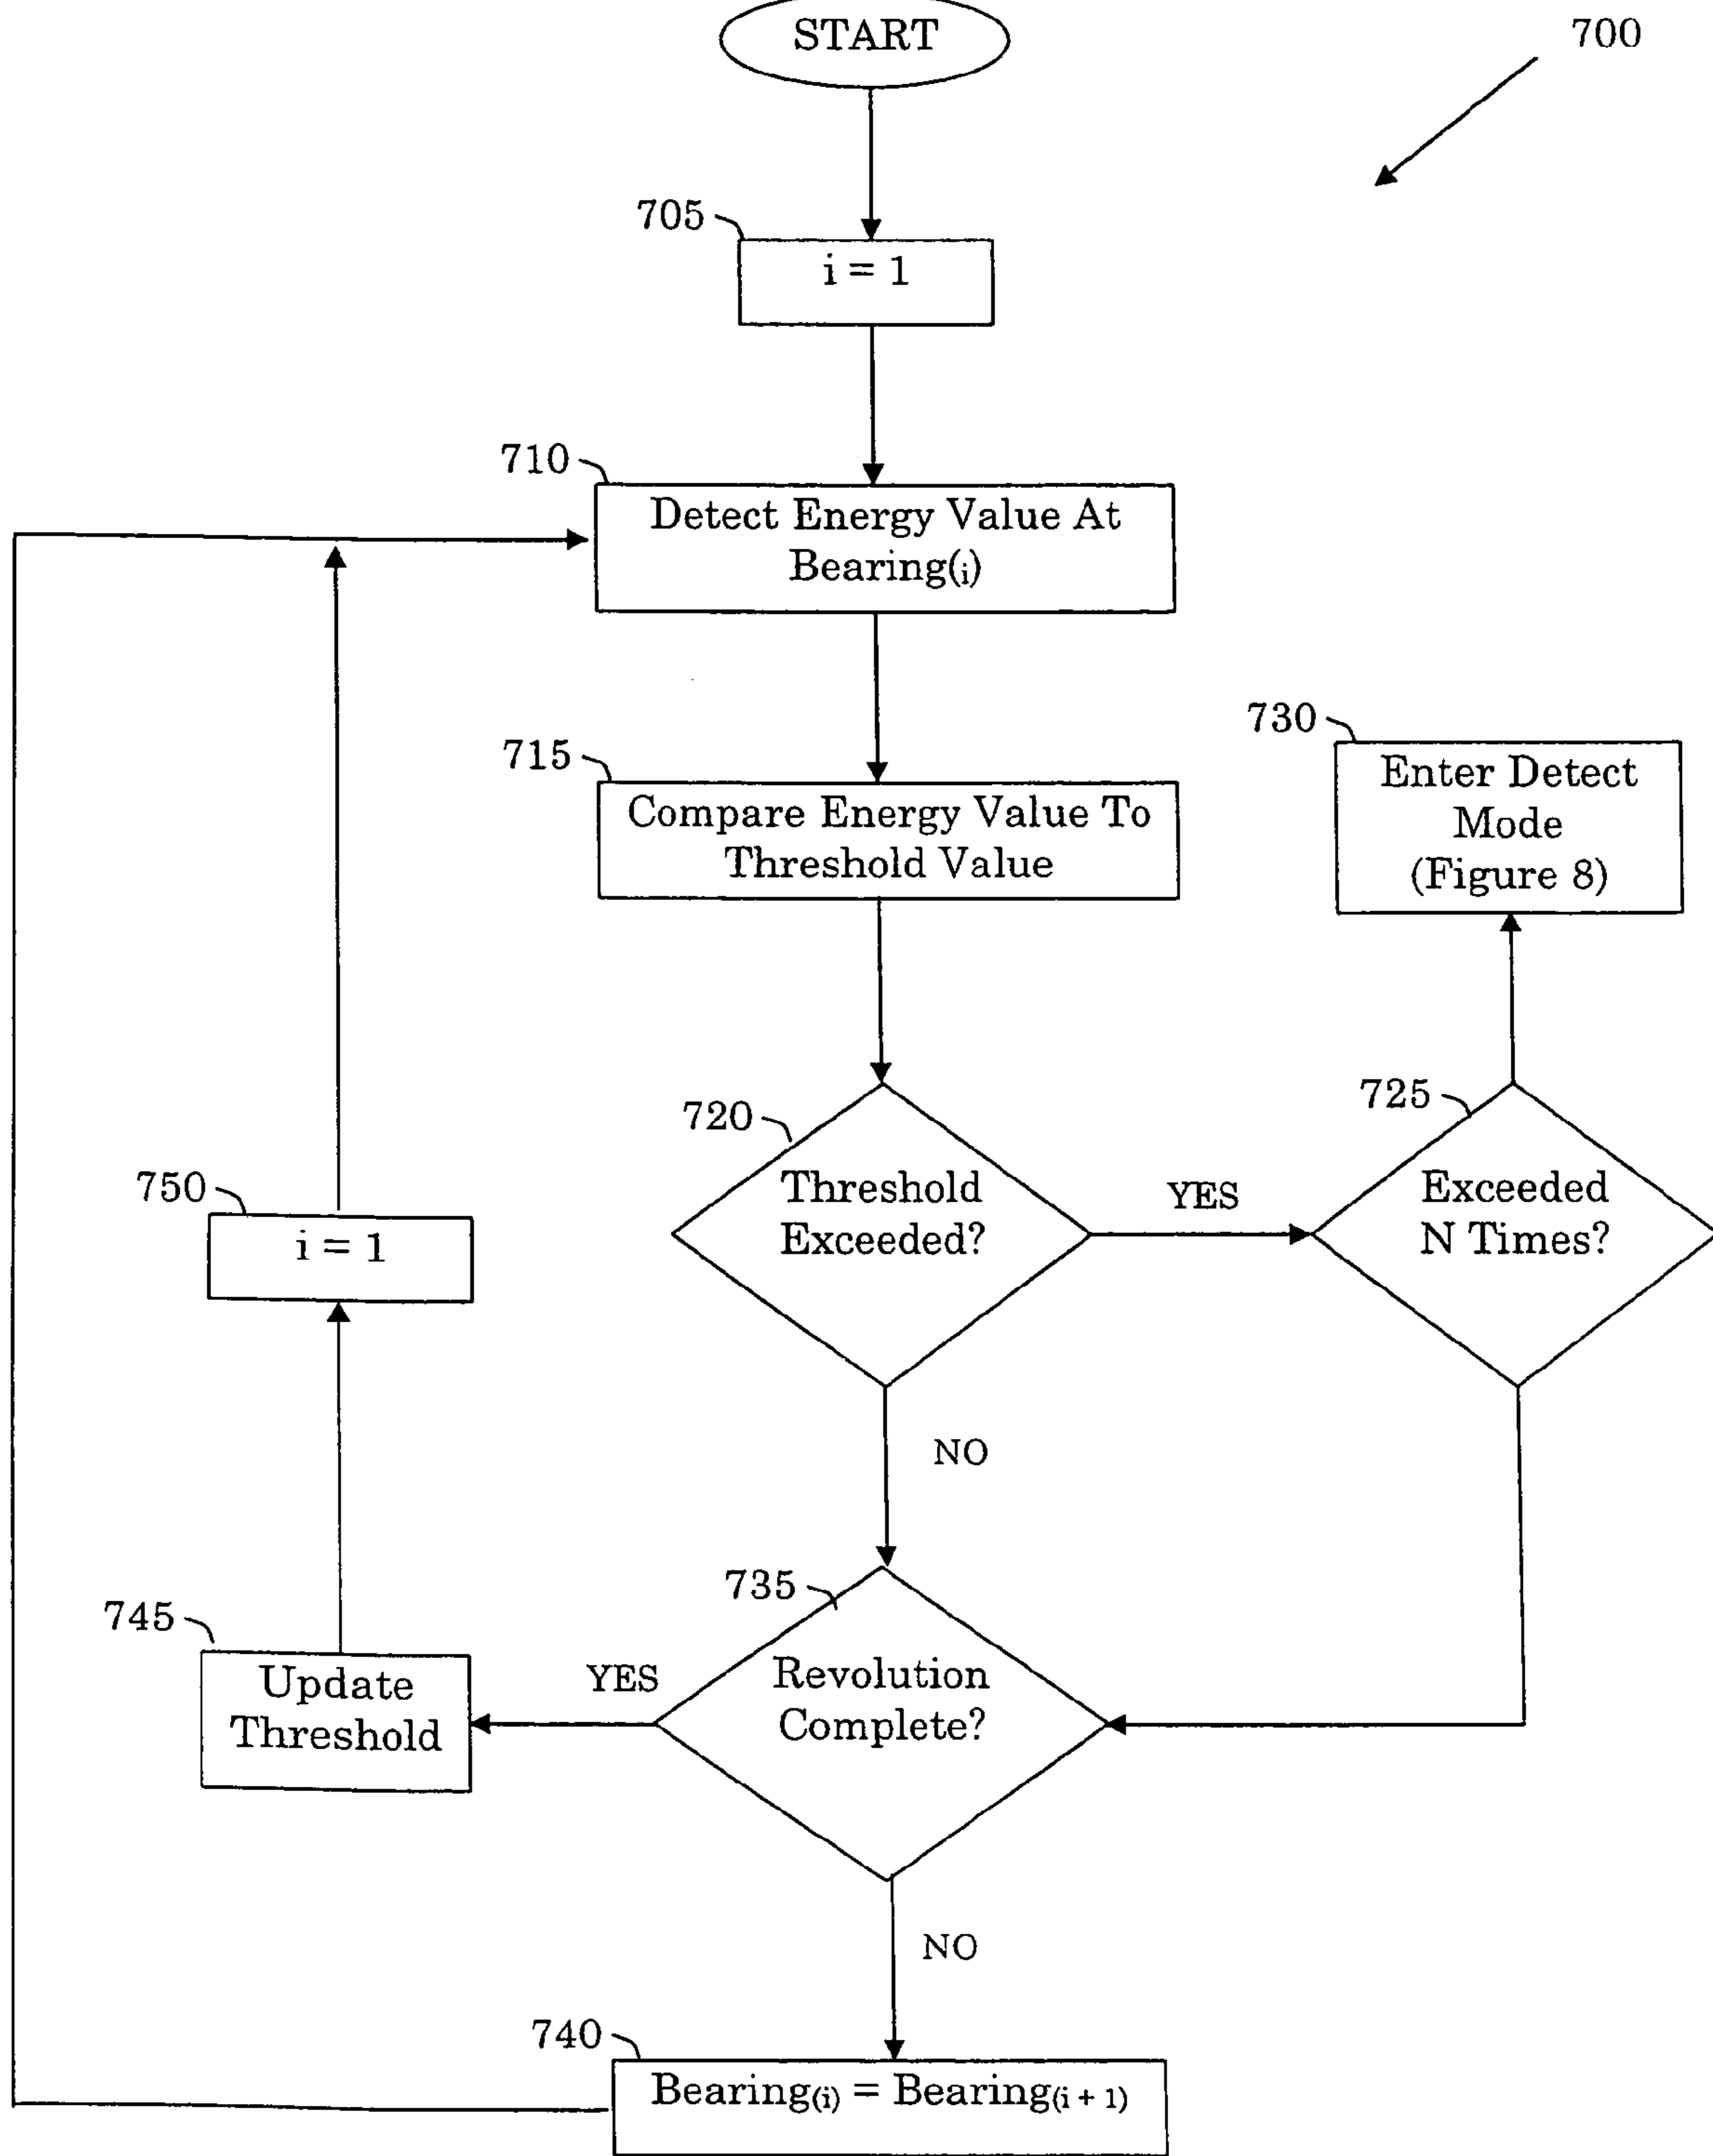 START
700
705
i = 1
710
Detect Energy Value At
Bearing(i)
715
Compare Energy Value To
Threshold Value
730
Enter Detect
Mode
(Figure 8)
720
Threshold
Exceeded?
YES
725
Exceeded
N Times?
750
i = 1
NO
735
Revolution
Complete?
YES
745
Update
Threshold
NO
740
Bearing(i) = Bearing(i + 1)